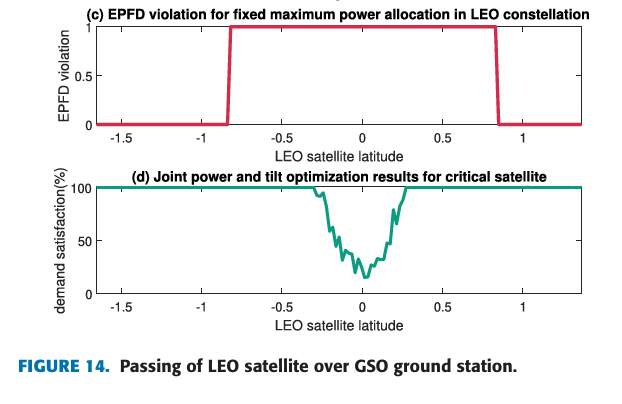 (c) EPFD violation for fixed maximum power allocation in LEO constellation
EPFD violation
1
0.5
0
-1.5 -1 -0.5 0 0.5 1
LEO satellite latitude
(d) Joint power and tilt optimization results for critical satellite
demand satisfaction(%)
100
50
0
-1.5 -1 -0.5 0 0.5 1
LEO satellite latitude
FIGURE 14. Passing of LEO satellite over GSO ground station.